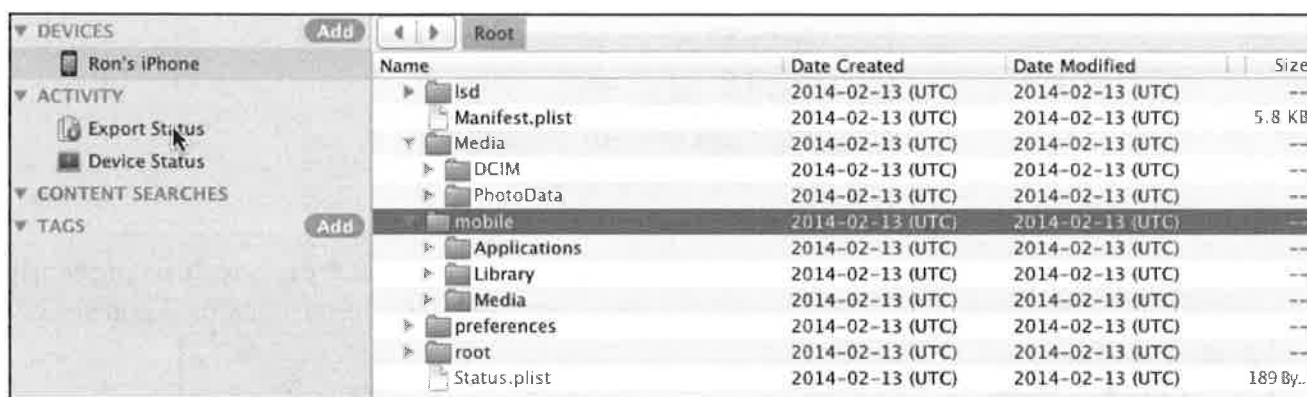 DEVICES Add
Ron's iPhone
ACTIVITY
Export Status
Device Status
CONTENT SEARCHES
TAGS Add
Root
Name Date Created Date Modified Size
lsd 2014-02-13 (UTC) 2014-02-13 (UTC) --
Manifest.plist 2014-02-13 (UTC) 2014-02-13 (UTC) 5.8 KB
Media 2014-02-13 (UTC) 2014-02-13 (UTC) --
DCIM 2014-02-13 (UTC) 2014-02-13 (UTC) --
PhotoData 2014-02-13 (UTC) 2014-02-13 (UTC) --
mobile 2014-02-13 (UTC) 2014-02-13 (UTC) --
Applications 2014-02-13 (UTC) 2014-02-13 (UTC) --
Library 2014-02-13 (UTC) 2014-02-13 (UTC) --
Media 2014-02-13 (UTC) 2014-02-13 (UTC) --
preferences 2014-02-13 (UTC) 2014-02-13 (UTC) --
root 2014-02-13 (UTC) 2014-02-13 (UTC) --
Status.plist 2014-02-13 (UTC) 2014-02-13 (UTC) 189 By...